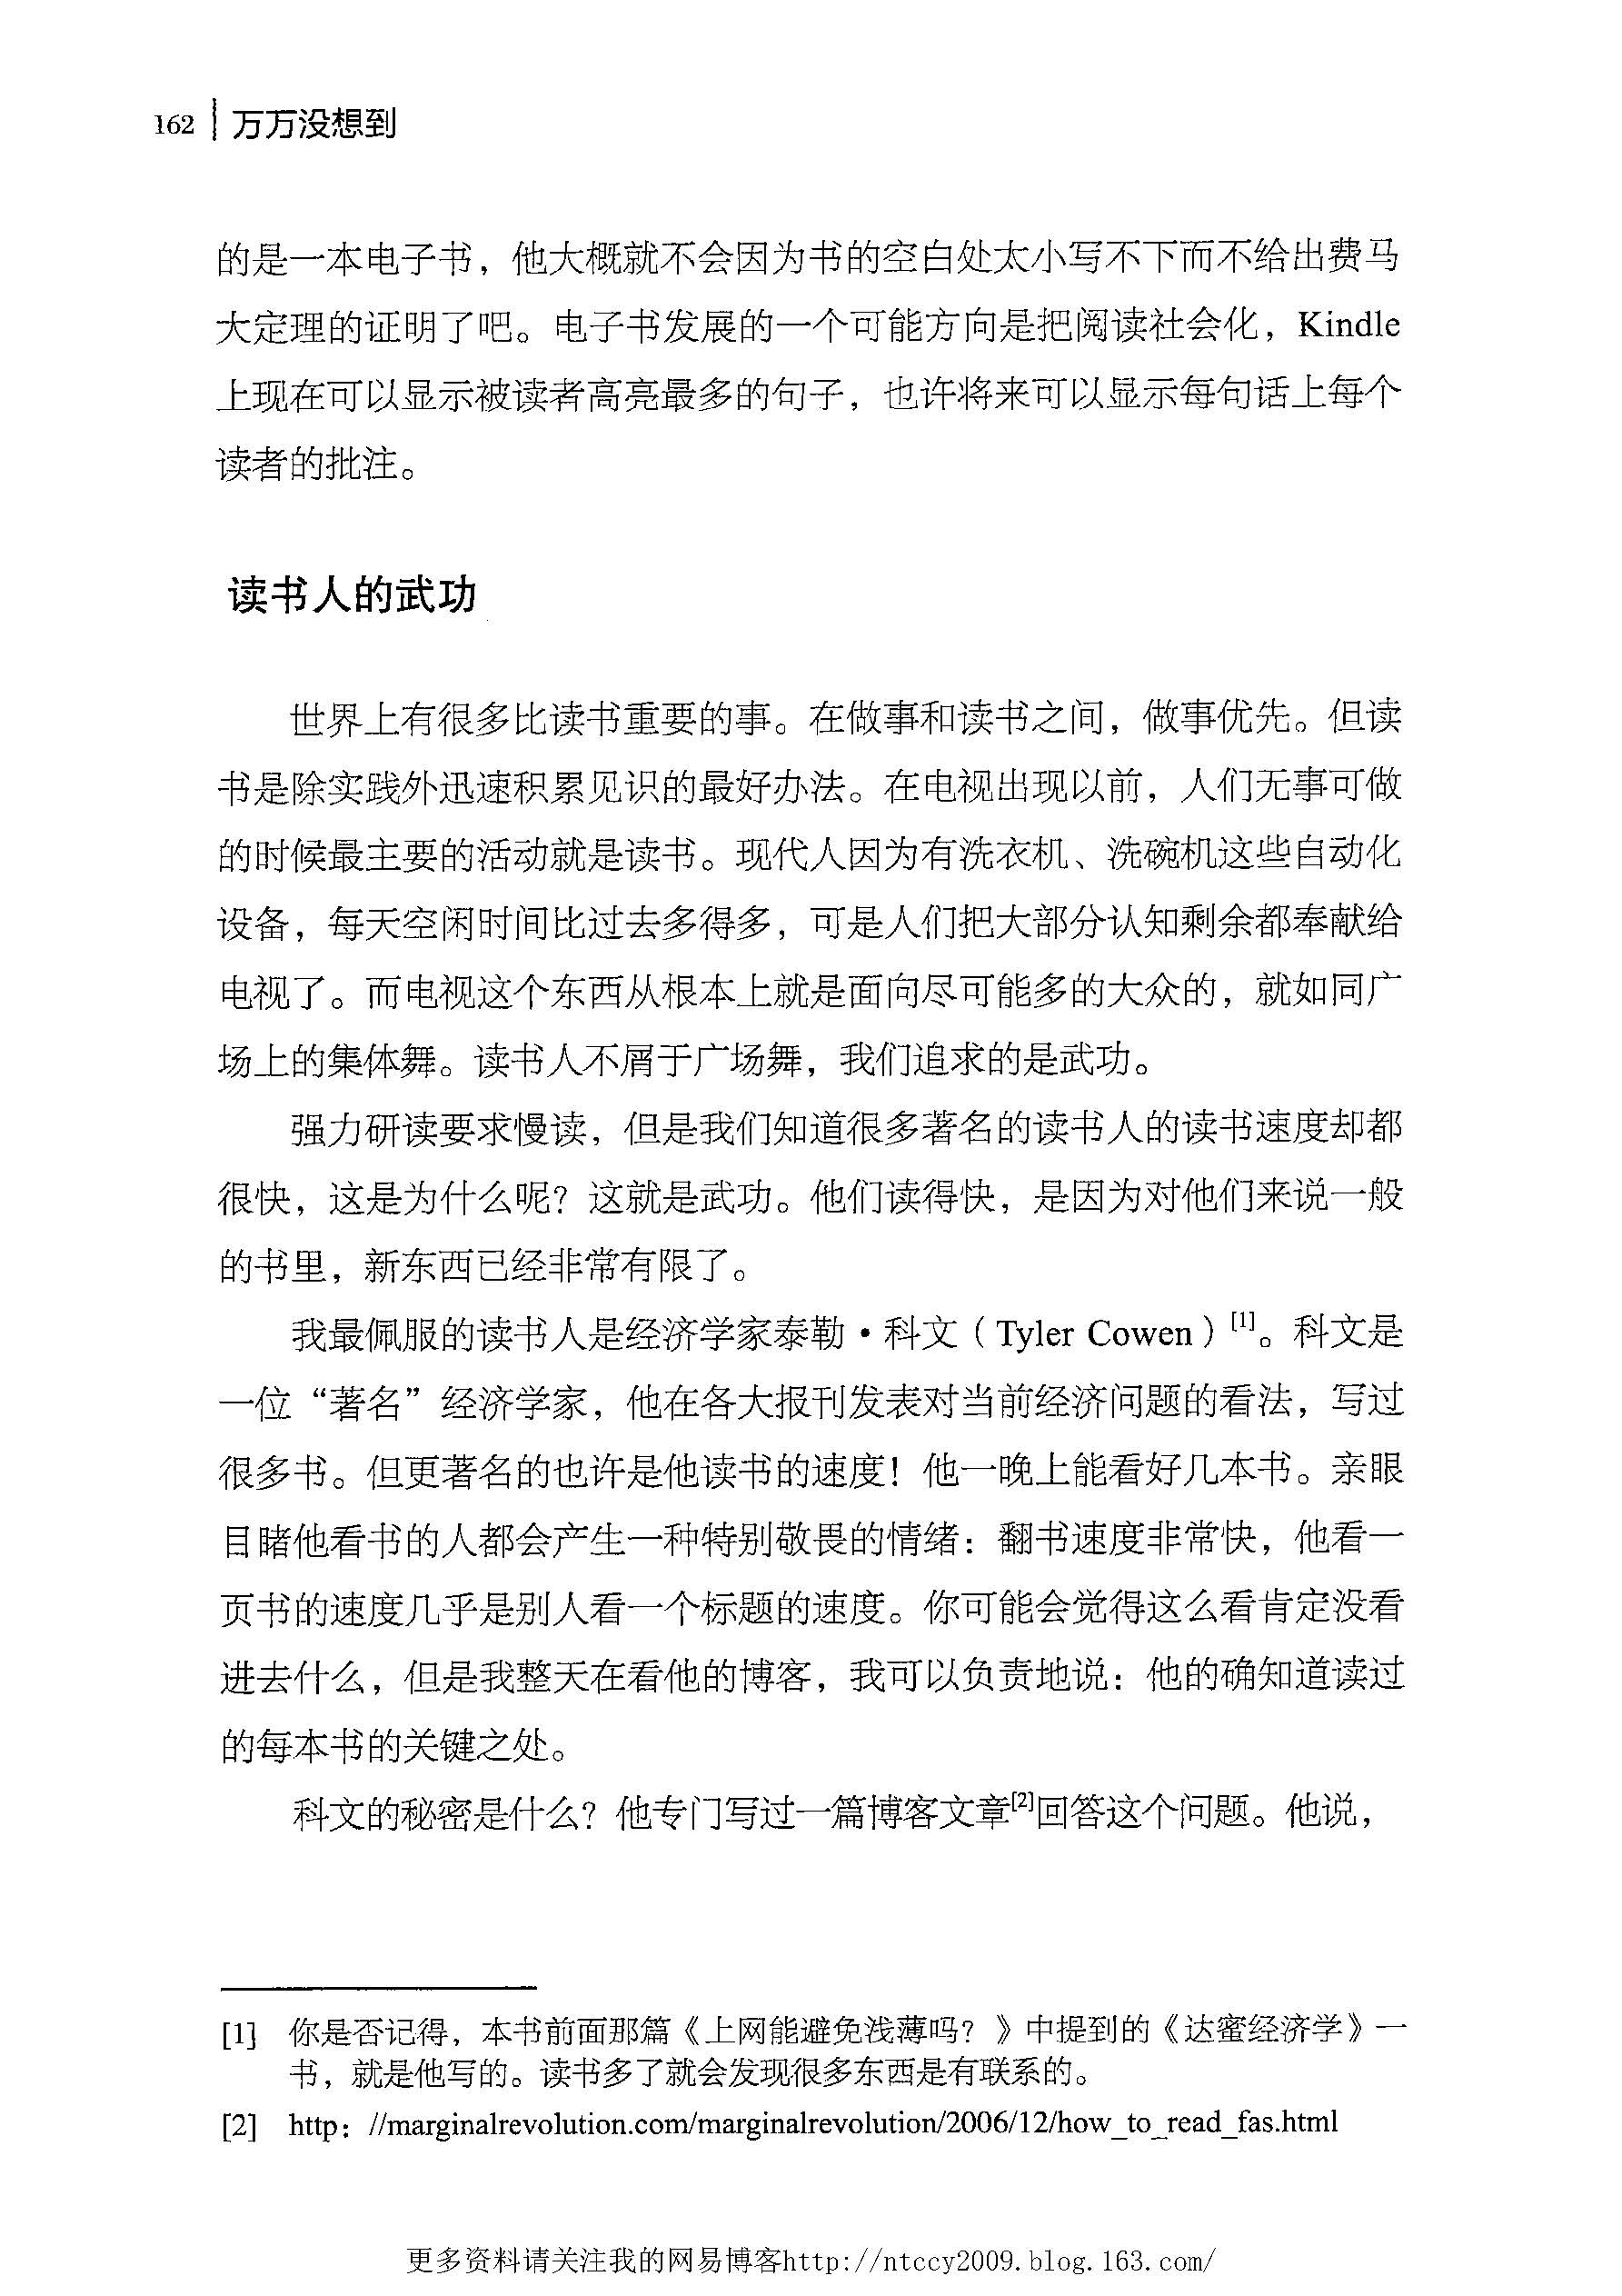 162 万万没想到
的是一本电子书，他大概就不会因为书的空白处太小写不下而不给出费马
大定理的证明了吧。电子书发展的一个可能方向是把阅读社会化，Kindle
上现在可以显示被读者高亮最多的句子，也许将来可以显示每句话上每个
读者的批注。
读书人的武功
世界上有很多比读书重要的事。在做事和读书之间，做事优先。但读
书是除实践外迅速积累见识的最好办法。在电视出现以前，人们无事可做
的时候最主要的活动就是读书。现代人因为有洗衣机、洗碗机这些自动化
设备，每天空闲时间比过去多得多，可是人们把大部分认知剩余都奉献给
电视了。而电视这个东西从根本上就是面向尽可能多的大众的，就如同广
场上的集体舞。读书人不屑于广场舞，我们追求的是武功。
强力研读要求慢读，但是我们知道很多著名的读书人的读书速度却都
很快，这是为什么呢？这就是武功。他们读得快，是因为对他们来说一般
的书里，新东西已经非常有限了。
我最佩服的读书人是经济学家泰勒·科文（Tyler Cowen）[1]。科文是
一位“著名”经济学家，他在各大报刊发表对当前经济问题的看法，写过
很多书。但更著名的也许是他读书的速度！他一晚上能看好几本书。亲眼
目睹他看书的人都会产生一种特别敬畏的情绪：翻书速度非常快，他看一
页书的速度几乎是别人看一个标题的速度。你可能会觉得这么看肯定没看
进去什么，但是我整天在看他的博客，我可以负责地说：他的确知道读过
的每本书的关键之处。
科文的秘密是什么？他专门写过一篇博客文章[2]回答这个问题。他说，
[1] 你是否记得，本书前面那篇《上网能避免浅薄吗？》中提到的《达蜜经济学》一
书，就是他写的。读书多了就会发现很多东西是有联系的。
[2] http：//marginalrevolution.com/marginalrevolution/2006/12/how_to_read_fas.html
更多资料请关注我的网易博客http://ntccy2009.blog.163.com/